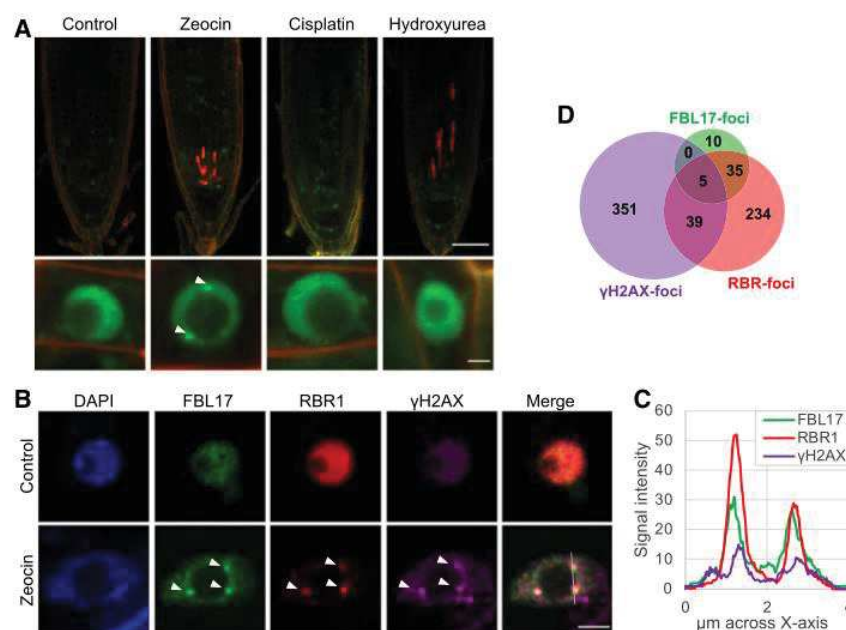 A
Control Zeocin Cisplatin Hydroxyurea
D
FBL17-foci
0 10
5 35
351 39 234
γH2AX-foci
RBR-foci
B
DAPI FBL17 RBR1 γH2AX Merge
Control
Zeocin
C
60
50
40
30
20
10
0
Signal intensity
FBL17
RBR1
γH2AX
0 2
µm across X-axis